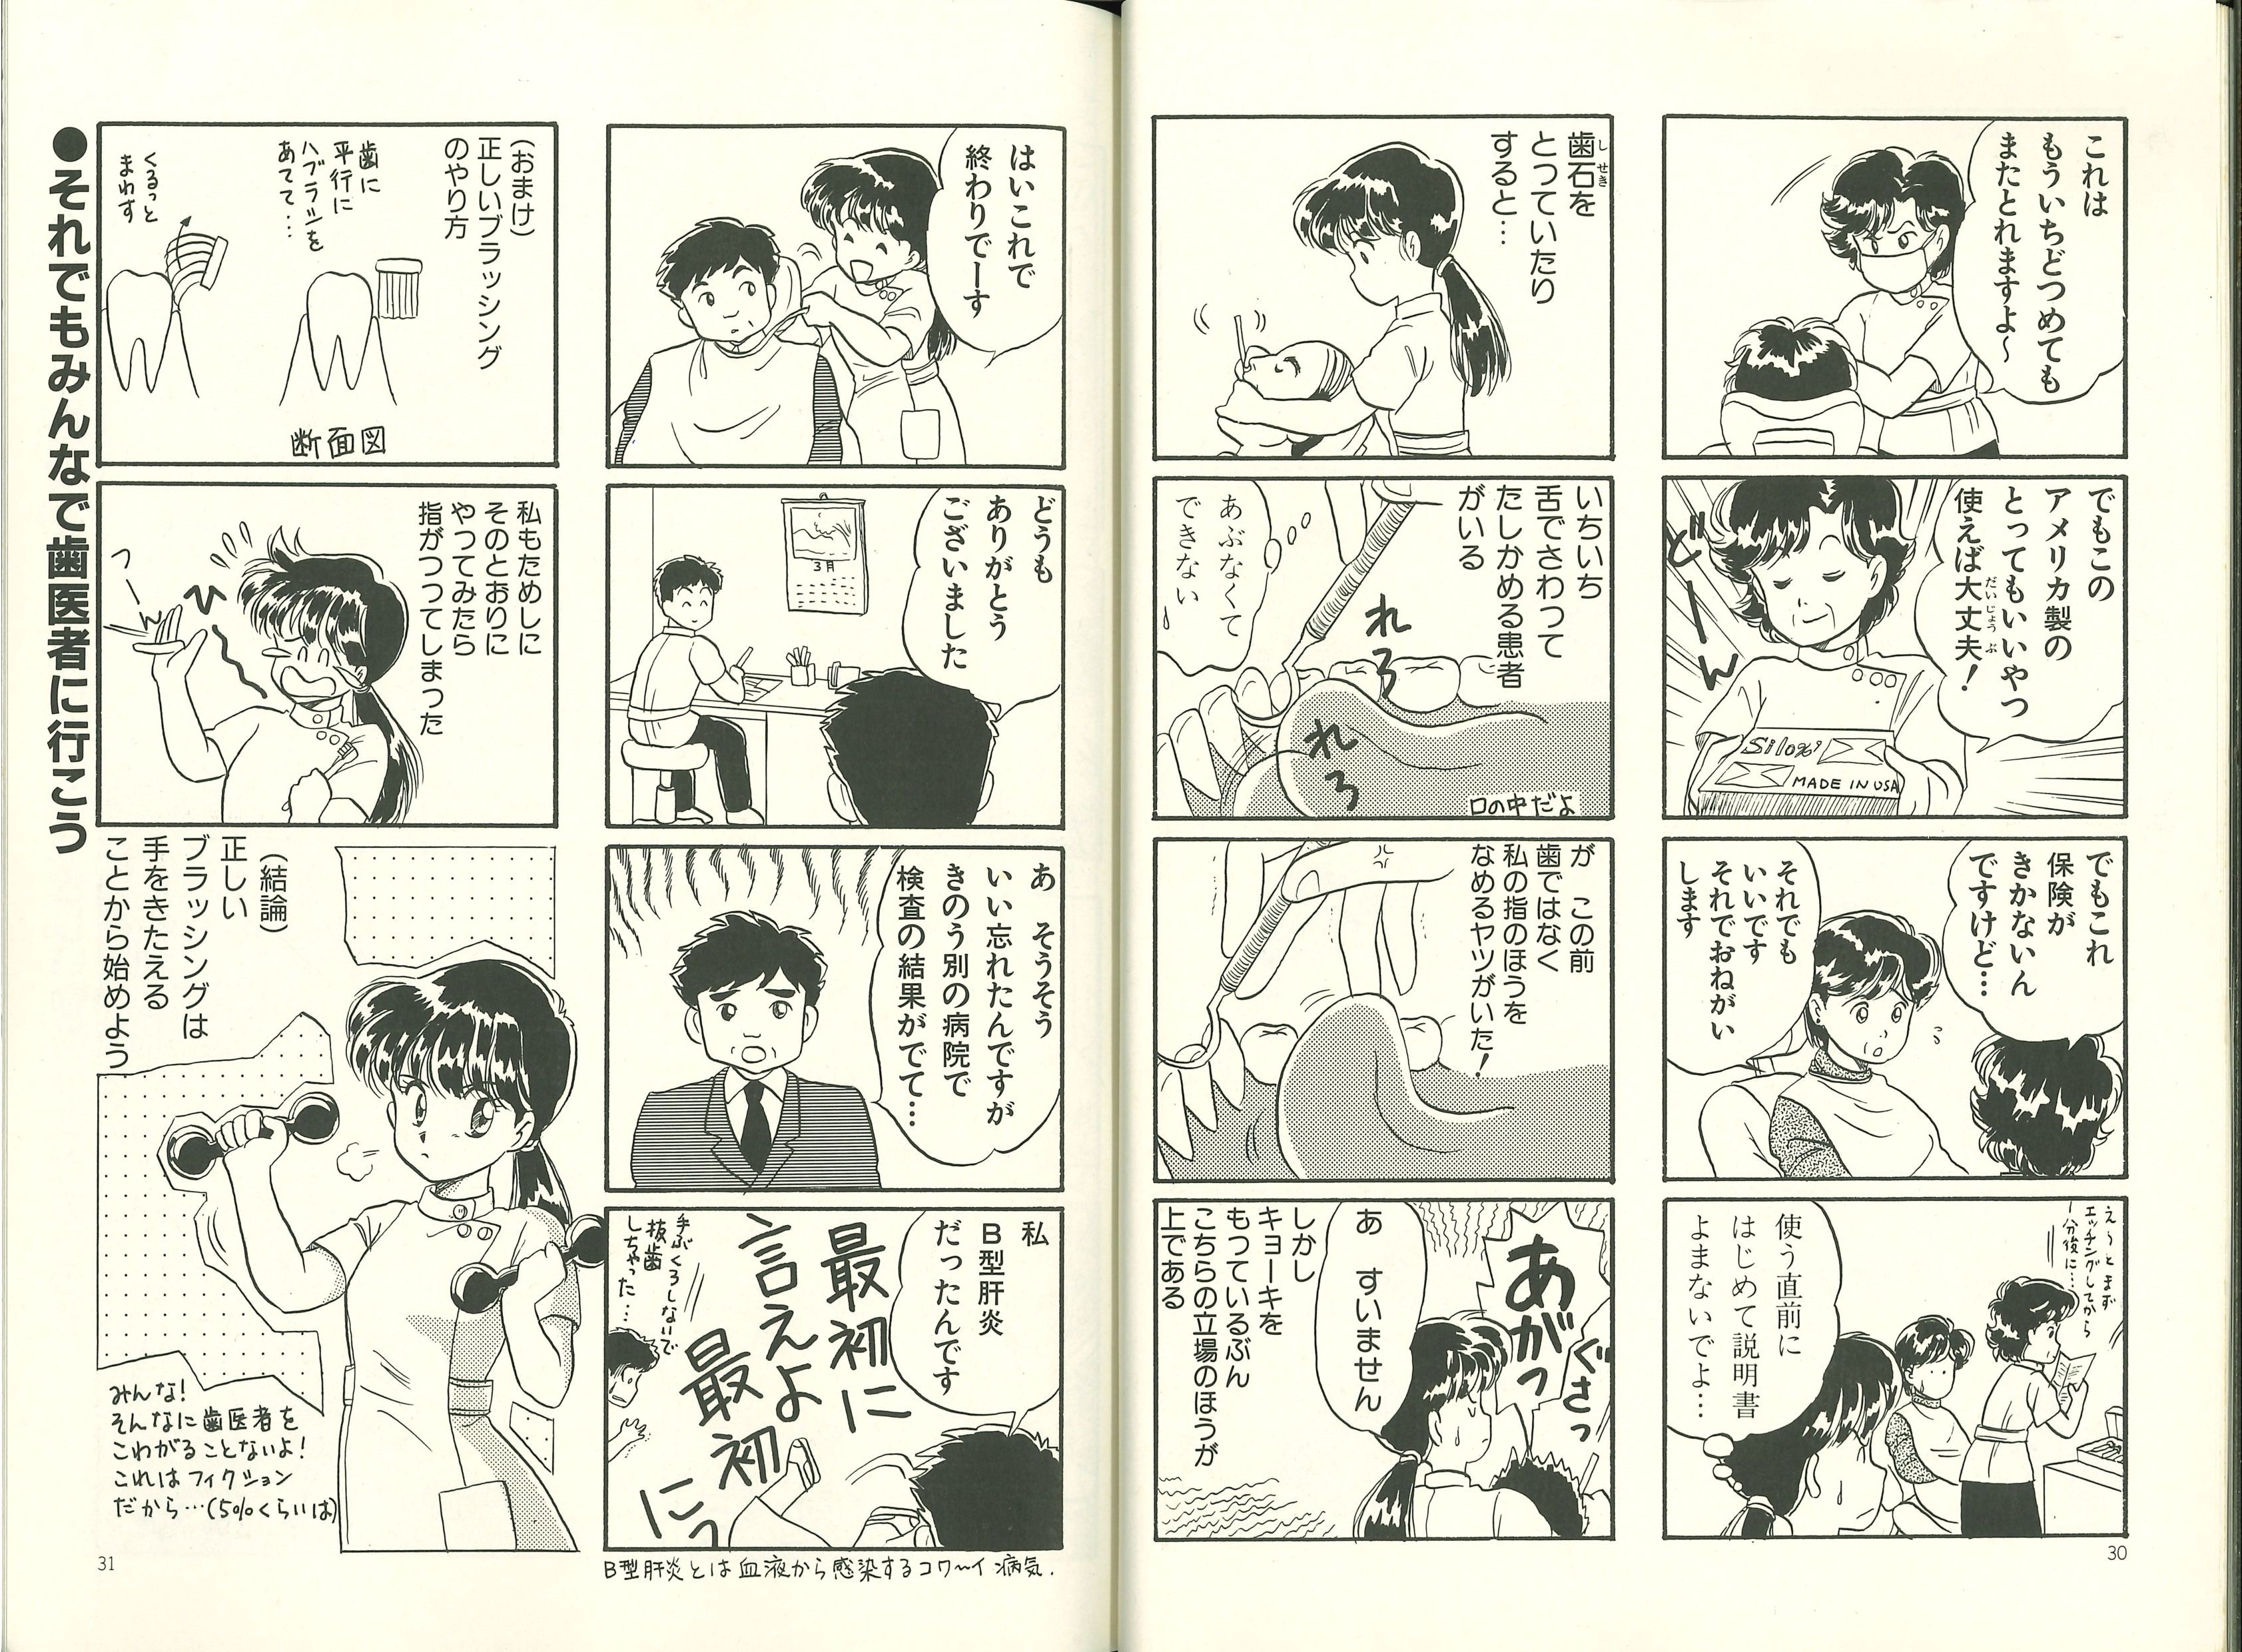 これは
もういちどつめても
またとれますよ〜
でもこの
アメリカ製の
とってもいいやつ
使えば大丈夫!
だいじょうぶ
どーん
MADE IN USA
でもこれ
保険が
きかないん
ですけど…
それでも
いいです
それでおねがい
します
えっとまず
エッチングしてから
1分後に…
使う直前に
はじめて説明書
よまないでよ…
歯石を
しせき
とっていたり
すると…
いちいち
舌でさわって
たしかめる患者
がいる
あぶなくて
できない
れろ
れろ
口の中だよ
が この前
歯ではなく
私の指のほうを
なめるヤツがいた!
ぐさっ
あがっ
あ すいません
しかし
キョーキを
もっているぶん
こちらの立場のほうが
上である
30
はいこれで
終わりでーす
どうも
ありがとう
ございました
3月
あ そうそう
いい忘れたんですが
きのう別の病院で
検査の結果がでて…
私
B型肝炎
だったんです
最初に
言えよ
最初
にっ
手ぶくろしないで
抜歯
しちゃった…
B型肝炎とは血液から感染するコワ〜イ病気.
(おまけ)
正しいブラッシング
のやり方
歯に
平行に
ハブラシを
あてて…
くるっと
まわす
断面図
私もためしに
そのとおりに
やってみたら
指がつってしまった
ひ〜
つーん
(結論)
正しい
ブラッシングは
手をきたえる
ことから始めよう
みんな!
そんなに歯医者を
こわがることないよ!
これはフィクション
だから…(5%くらいは)
●それでもみんなで歯医者に行こう
31